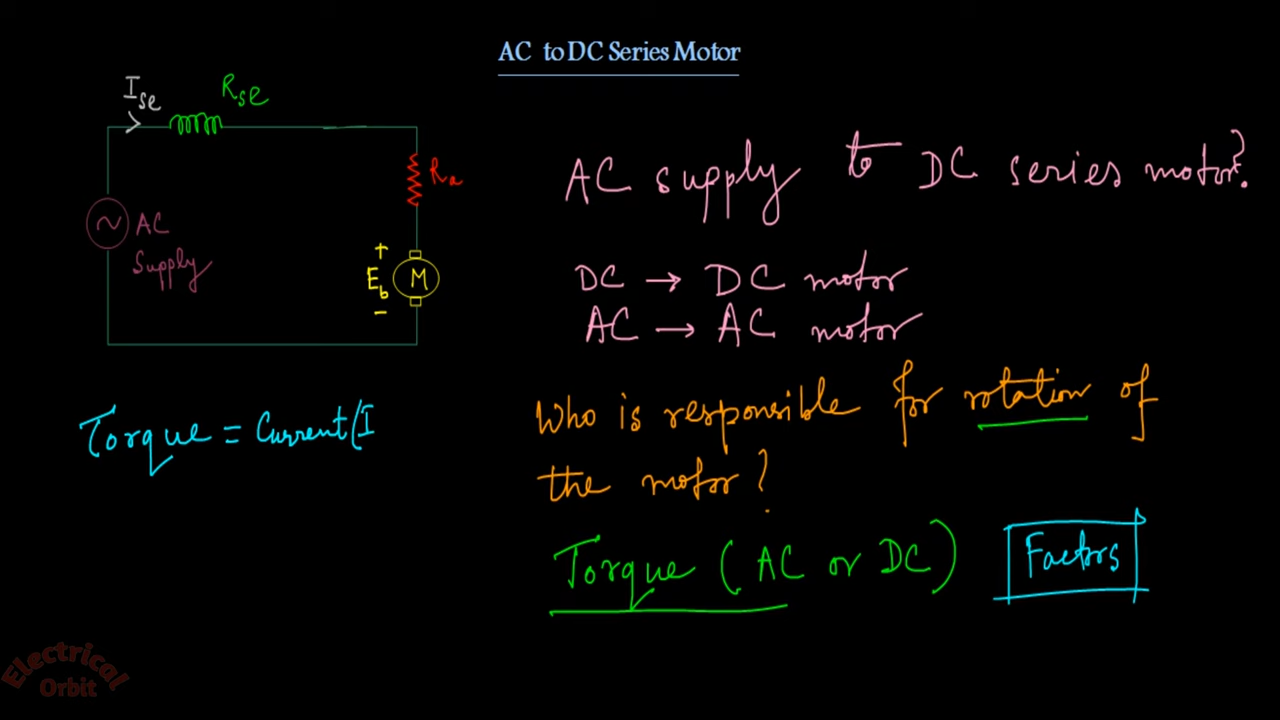 AC to DC Series Motor
Ise
Rse
Ra
AC
Supply
+
Eb
M
-
AC supply to DC series motor?
DC → DC motor
AC → AC motor
Torque = Current(I
Who is responsible for rotation of
the motor?
Torque (AC or DC)
Factors
Electrical
Orbit